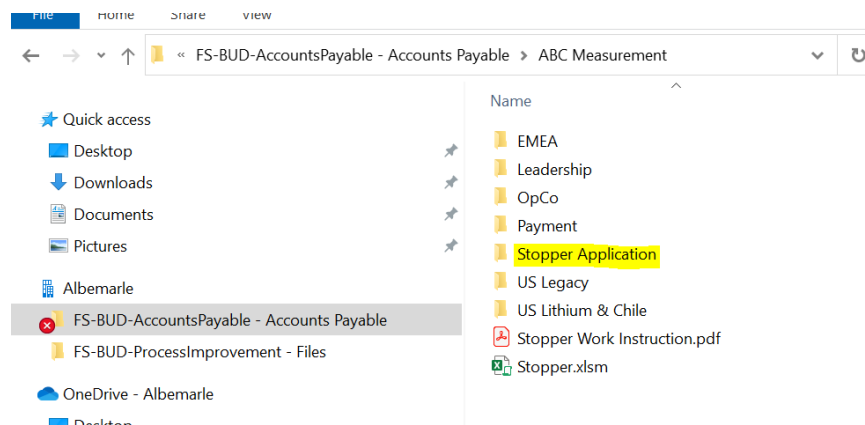 File Home Share View
« FS-BUD-AccountsPayable - Accounts Payable > ABC Measurement
Quick access
Desktop
Downloads
Documents
Pictures
Albemarle
FS-BUD-AccountsPayable - Accounts Payable
FS-BUD-ProcessImprovement - Files
OneDrive - Albemarle
Desktop
Name
EMEA
Leadership
OpCo
Payment
Stopper Application
US Legacy
US Lithium & Chile
Stopper Work Instruction.pdf
Stopper.xlsm